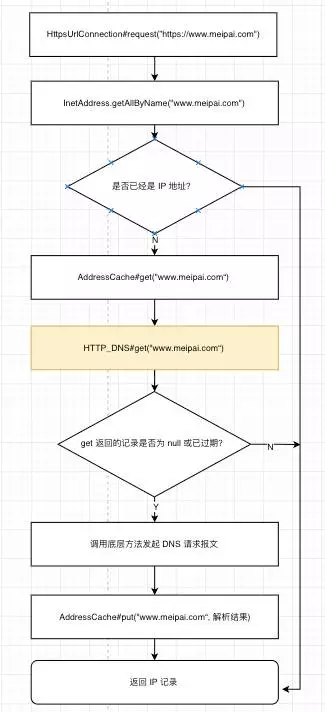 HttpsUrlConnection#request("https://www.meipai.com")
InetAddress.getAllByName("www.meipai.com")
是否已经是 IP 地址?
N
AddressCache#get("www.meipai.com“)
HTTP_DNS#get("www.meipai.com“)
get 返回的记录是否为 null 或已过期?
N
Y
调用底层方法发起 DNS 请求报文
AddressCache#put("www.meipai.com“, 解析结果)
返回 IP 记录